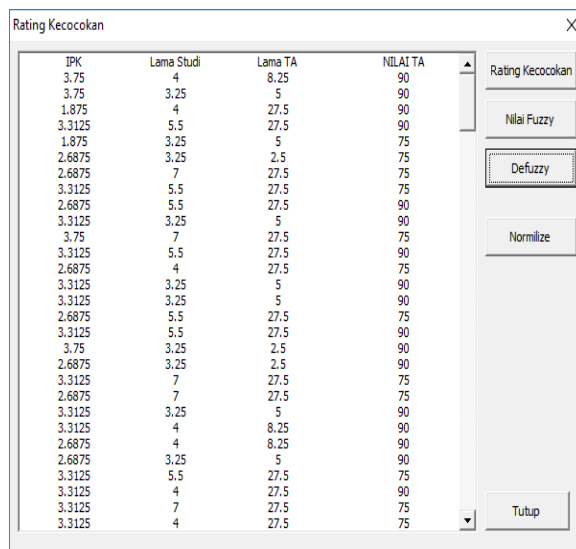 Rating Kecocokan X
IPK Lama Studi Lama TA NILAI TA
3.75 4 8.25 90
3.75 3.25 5 90
1.875 4 27.5 90
3.3125 5.5 27.5 90
1.875 3.25 5 75
2.6875 3.25 2.5 75
2.6875 7 27.5 75
3.3125 5.5 27.5 75
2.6875 5.5 27.5 90
3.3125 3.25 5 90
3.75 7 27.5 75
3.3125 5.5 27.5 90
2.6875 4 27.5 75
3.3125 3.25 5 90
3.3125 3.25 5 90
2.6875 5.5 27.5 75
3.3125 5.5 27.5 90
3.75 3.25 2.5 90
2.6875 3.25 2.5 90
3.3125 7 27.5 75
2.6875 7 27.5 75
3.3125 3.25 5 90
3.3125 4 8.25 90
2.6875 4 8.25 90
2.6875 3.25 5 90
3.3125 5.5 27.5 75
3.3125 4 27.5 90
3.3125 7 27.5 75
3.3125 4 27.5 75
Rating Kecocokan
Nilai Fuzzy
Defuzzy
Normilize
Tutup